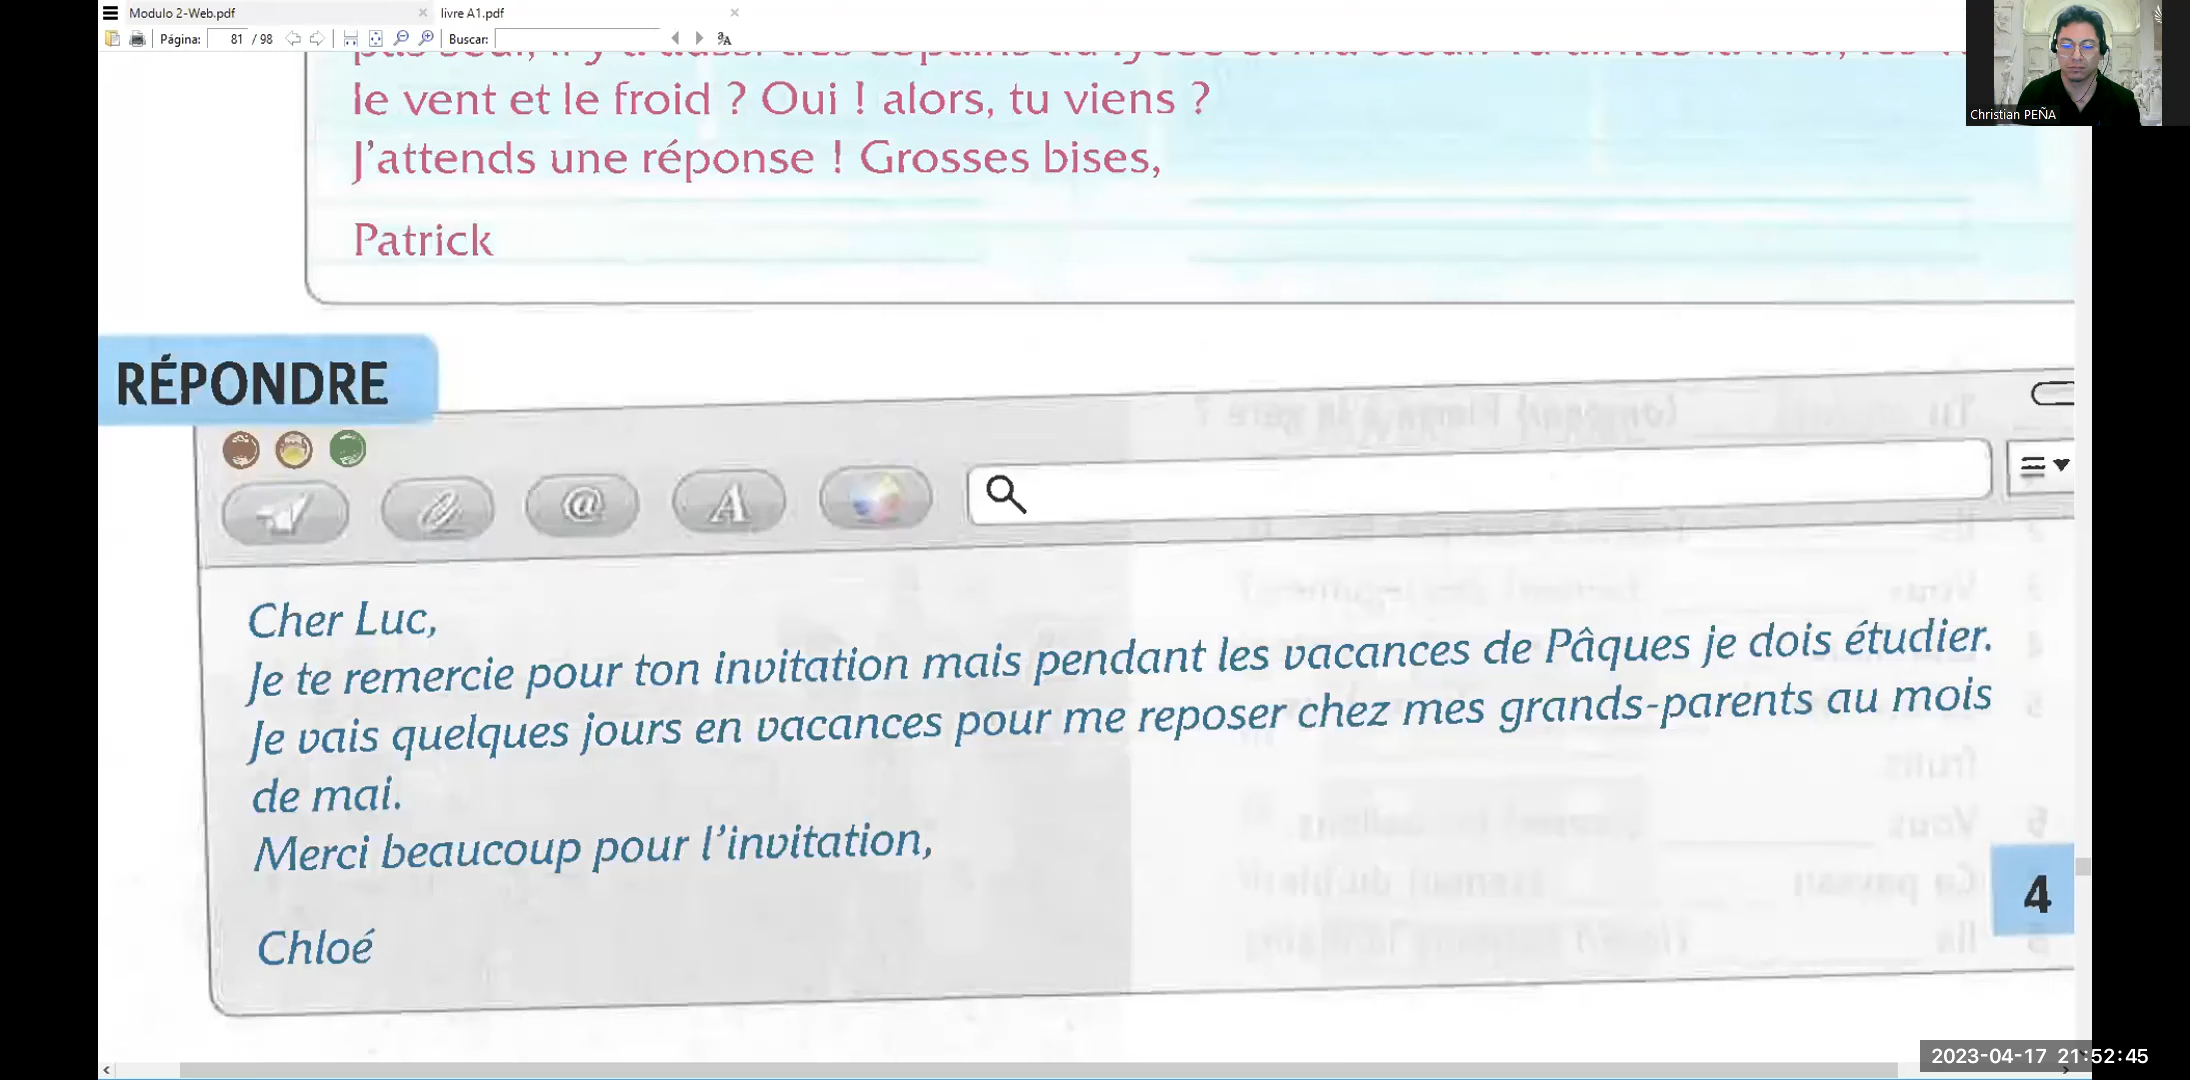 Modulo 2-Web.pdf
livre A1.pdf
Página: 81 / 98
Buscar:
Christian PEÑA
le vent et le froid ? Oui ! alors, tu viens ?
J'attends une réponse ! Grosses bises,
Patrick
RÉPONDRE
@ A
Cher Luc,
Je te remercie pour ton invitation mais pendant les vacances de Pâques je dois étudier.
Je vais quelques jours en vacances pour me reposer chez mes grands-parents au mois
de mai.
Merci beaucoup pour l'invitation,
4
Chloé
2023-04-17 21:52:45